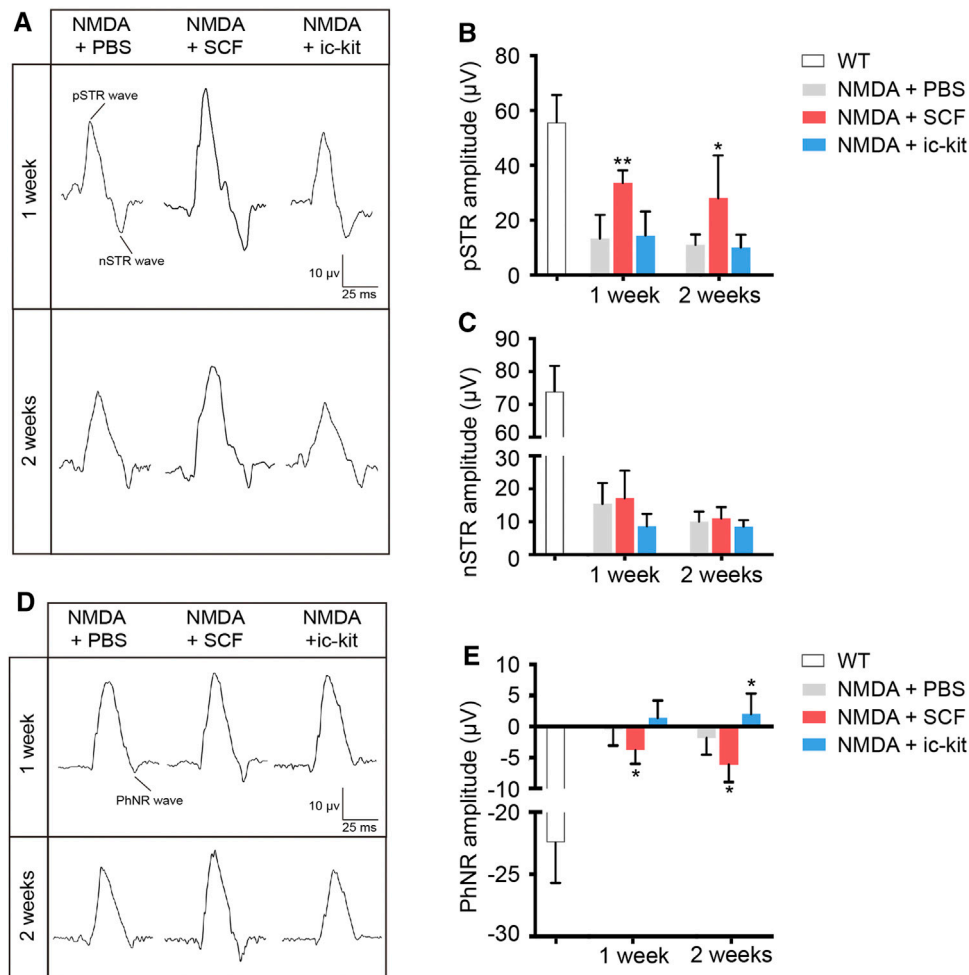 A
NMDA + PBS
NMDA + SCF
NMDA + ic-kit
1 week
pSTR wave
nSTR wave
10 μv
25 ms
2 weeks
B
pSTR amplitude (μV)
80
60
40
20
0
**
*
1 week
2 weeks
WT
NMDA + PBS
NMDA + SCF
NMDA + ic-kit
C
nSTR amplitude (μV)
90
80
70
60
30
20
10
0
1 week
2 weeks
D
NMDA + PBS
NMDA + SCF
NMDA +ic-kit
1 week
PhNR wave
10 μv
25 ms
2 weeks
E
PhNR amplitude (μV)
10
5
0
-5
-10
-20
-25
-30
*
*
*
1 week
2 weeks
WT
NMDA + PBS
NMDA + SCF
NMDA + ic-kit